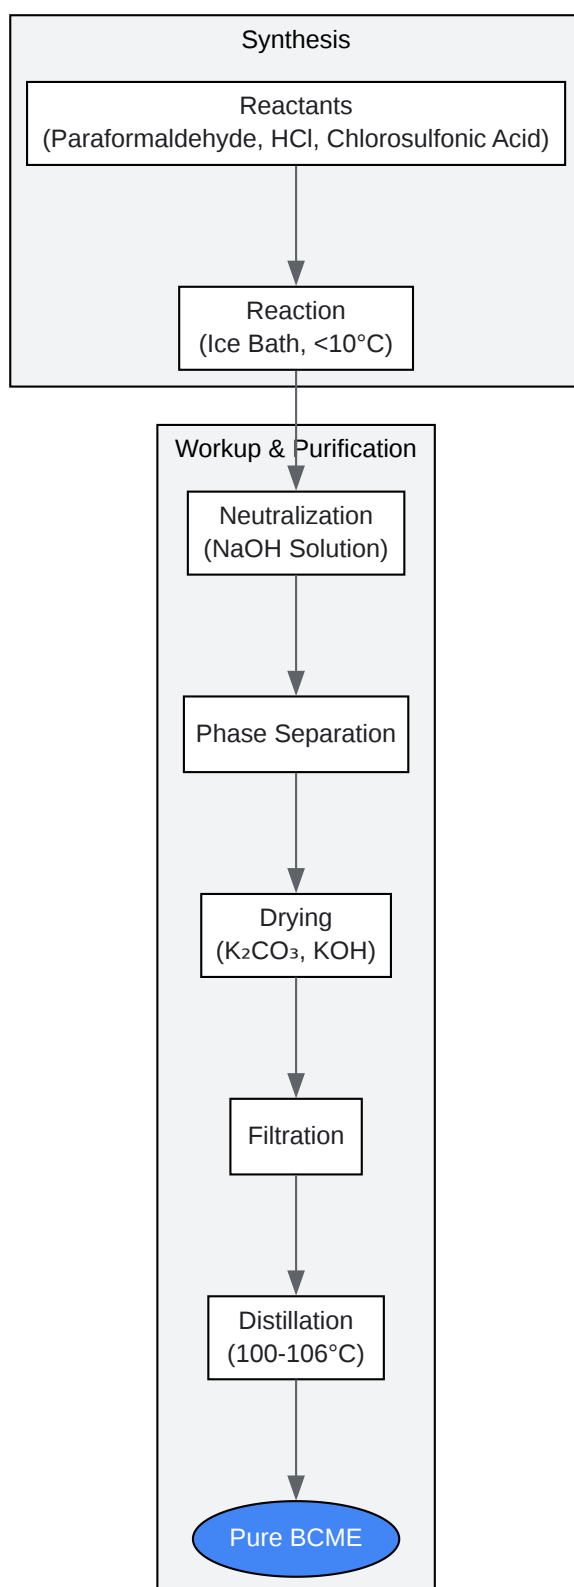 Synthesis
Reactants
(Paraformaldehyde, HCl, Chlorosulfonic Acid)
Reaction
(Ice Bath, <10°C)
Workup & Purification
Neutralization
(NaOH Solution)
Phase Separation
Drying
(K₂CO₃, KOH)
Filtration
Distillation
(100-106°C)
Pure BCME